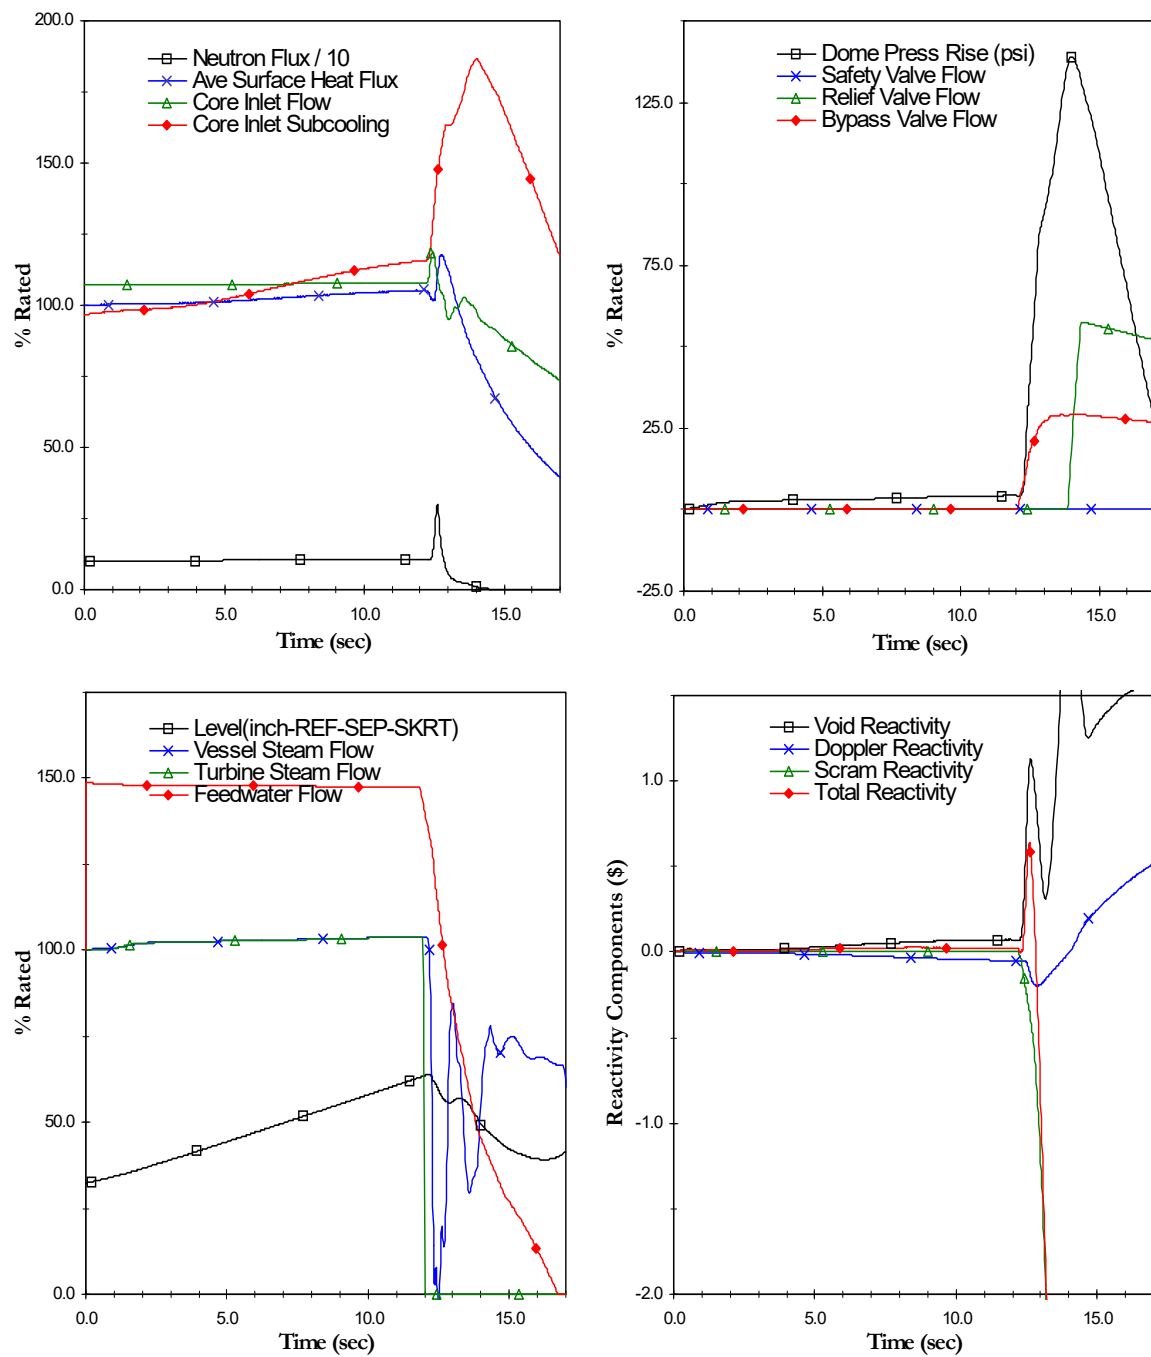 200.0
150.0
100.0
50.0
0.0
% Rated
Neutron Flux / 10
Ave Surface Heat Flux
Core Inlet Flow
Core Inlet Subcooling
0.0 5.0 10.0 15.0
Time (sec)
125.0
75.0
25.0
-25.0
% Rated
Dome Press Rise (psi)
Safety Valve Flow
Relief Valve Flow
Bypass Valve Flow
0.0 5.0 10.0 15.0
Time (sec)
150.0
100.0
50.0
0.0
% Rated
Level(inch-REF-SEP-SKRT)
Vessel Steam Flow
Turbine Steam Flow
Feedwater Flow
0.0 5.0 10.0 15.0
Time (sec)
1.0
0.0
-1.0
-2.0
Reactivity Components ($)
Void Reactivity
Doppler Reactivity
Scram Reactivity
Total Reactivity
0.0 5.0 10.0 15.0
Time (sec)